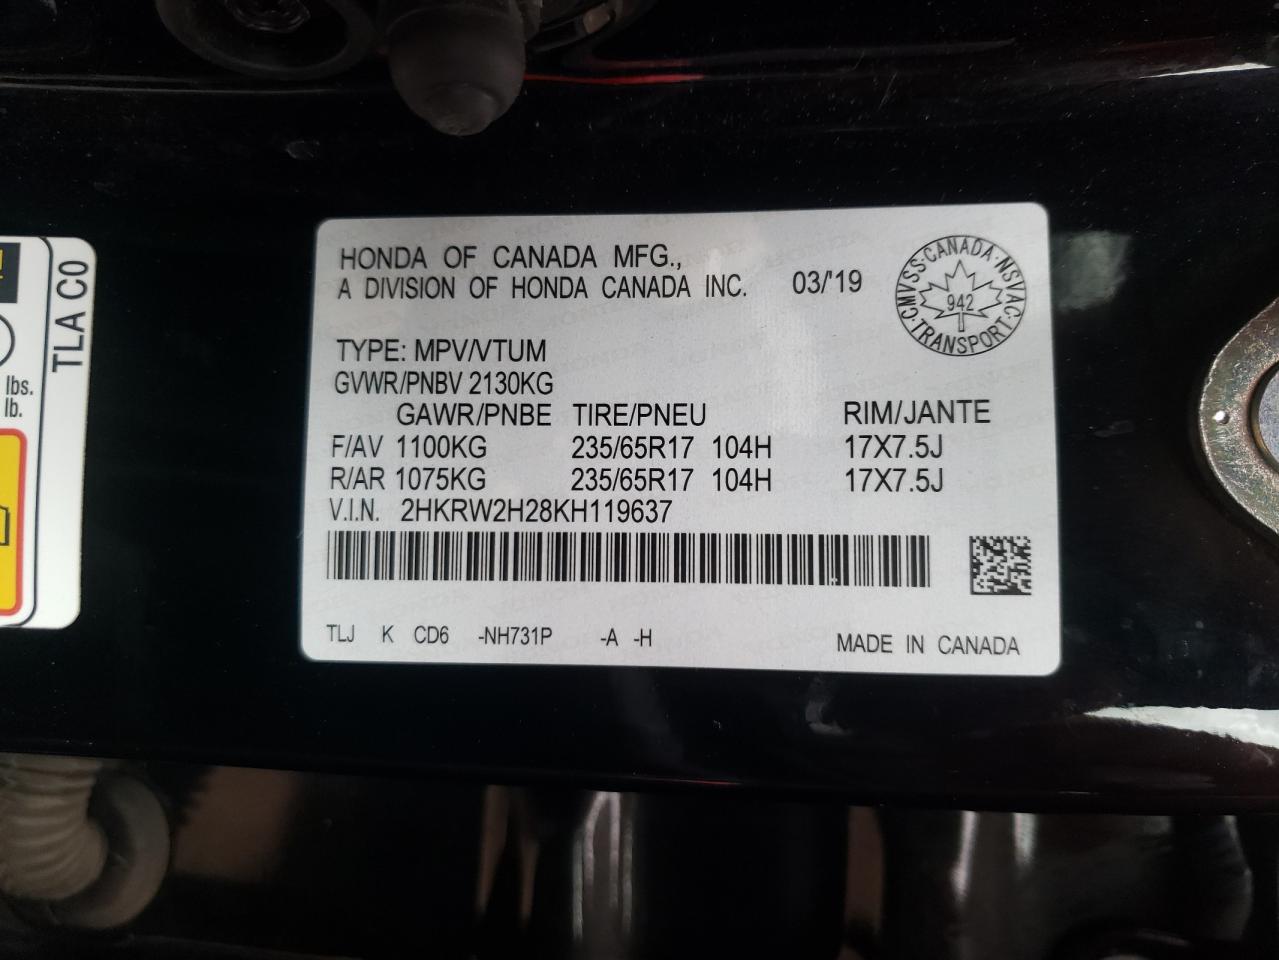 HONDA OF CANADA MFG.,
A DIVISION OF HONDA CANADA INC. 03/'19
CMVSS·CANADA·NSVAC·TRANSPORT·
942
TYPE: MPV/VTUM
GVWR/PNBV 2130KG
GAWR/PNBE TIRE/PNEU RIM/JANTE
F/AV 1100KG 235/65R17 104H 17X7.5J
R/AR 1075KG 235/65R17 104H 17X7.5J
V.I.N. 2HKRW2H28KH119637
TLJ K CD6 -NH731P -A -H MADE IN CANADA
TLA C0
lbs.
lb.